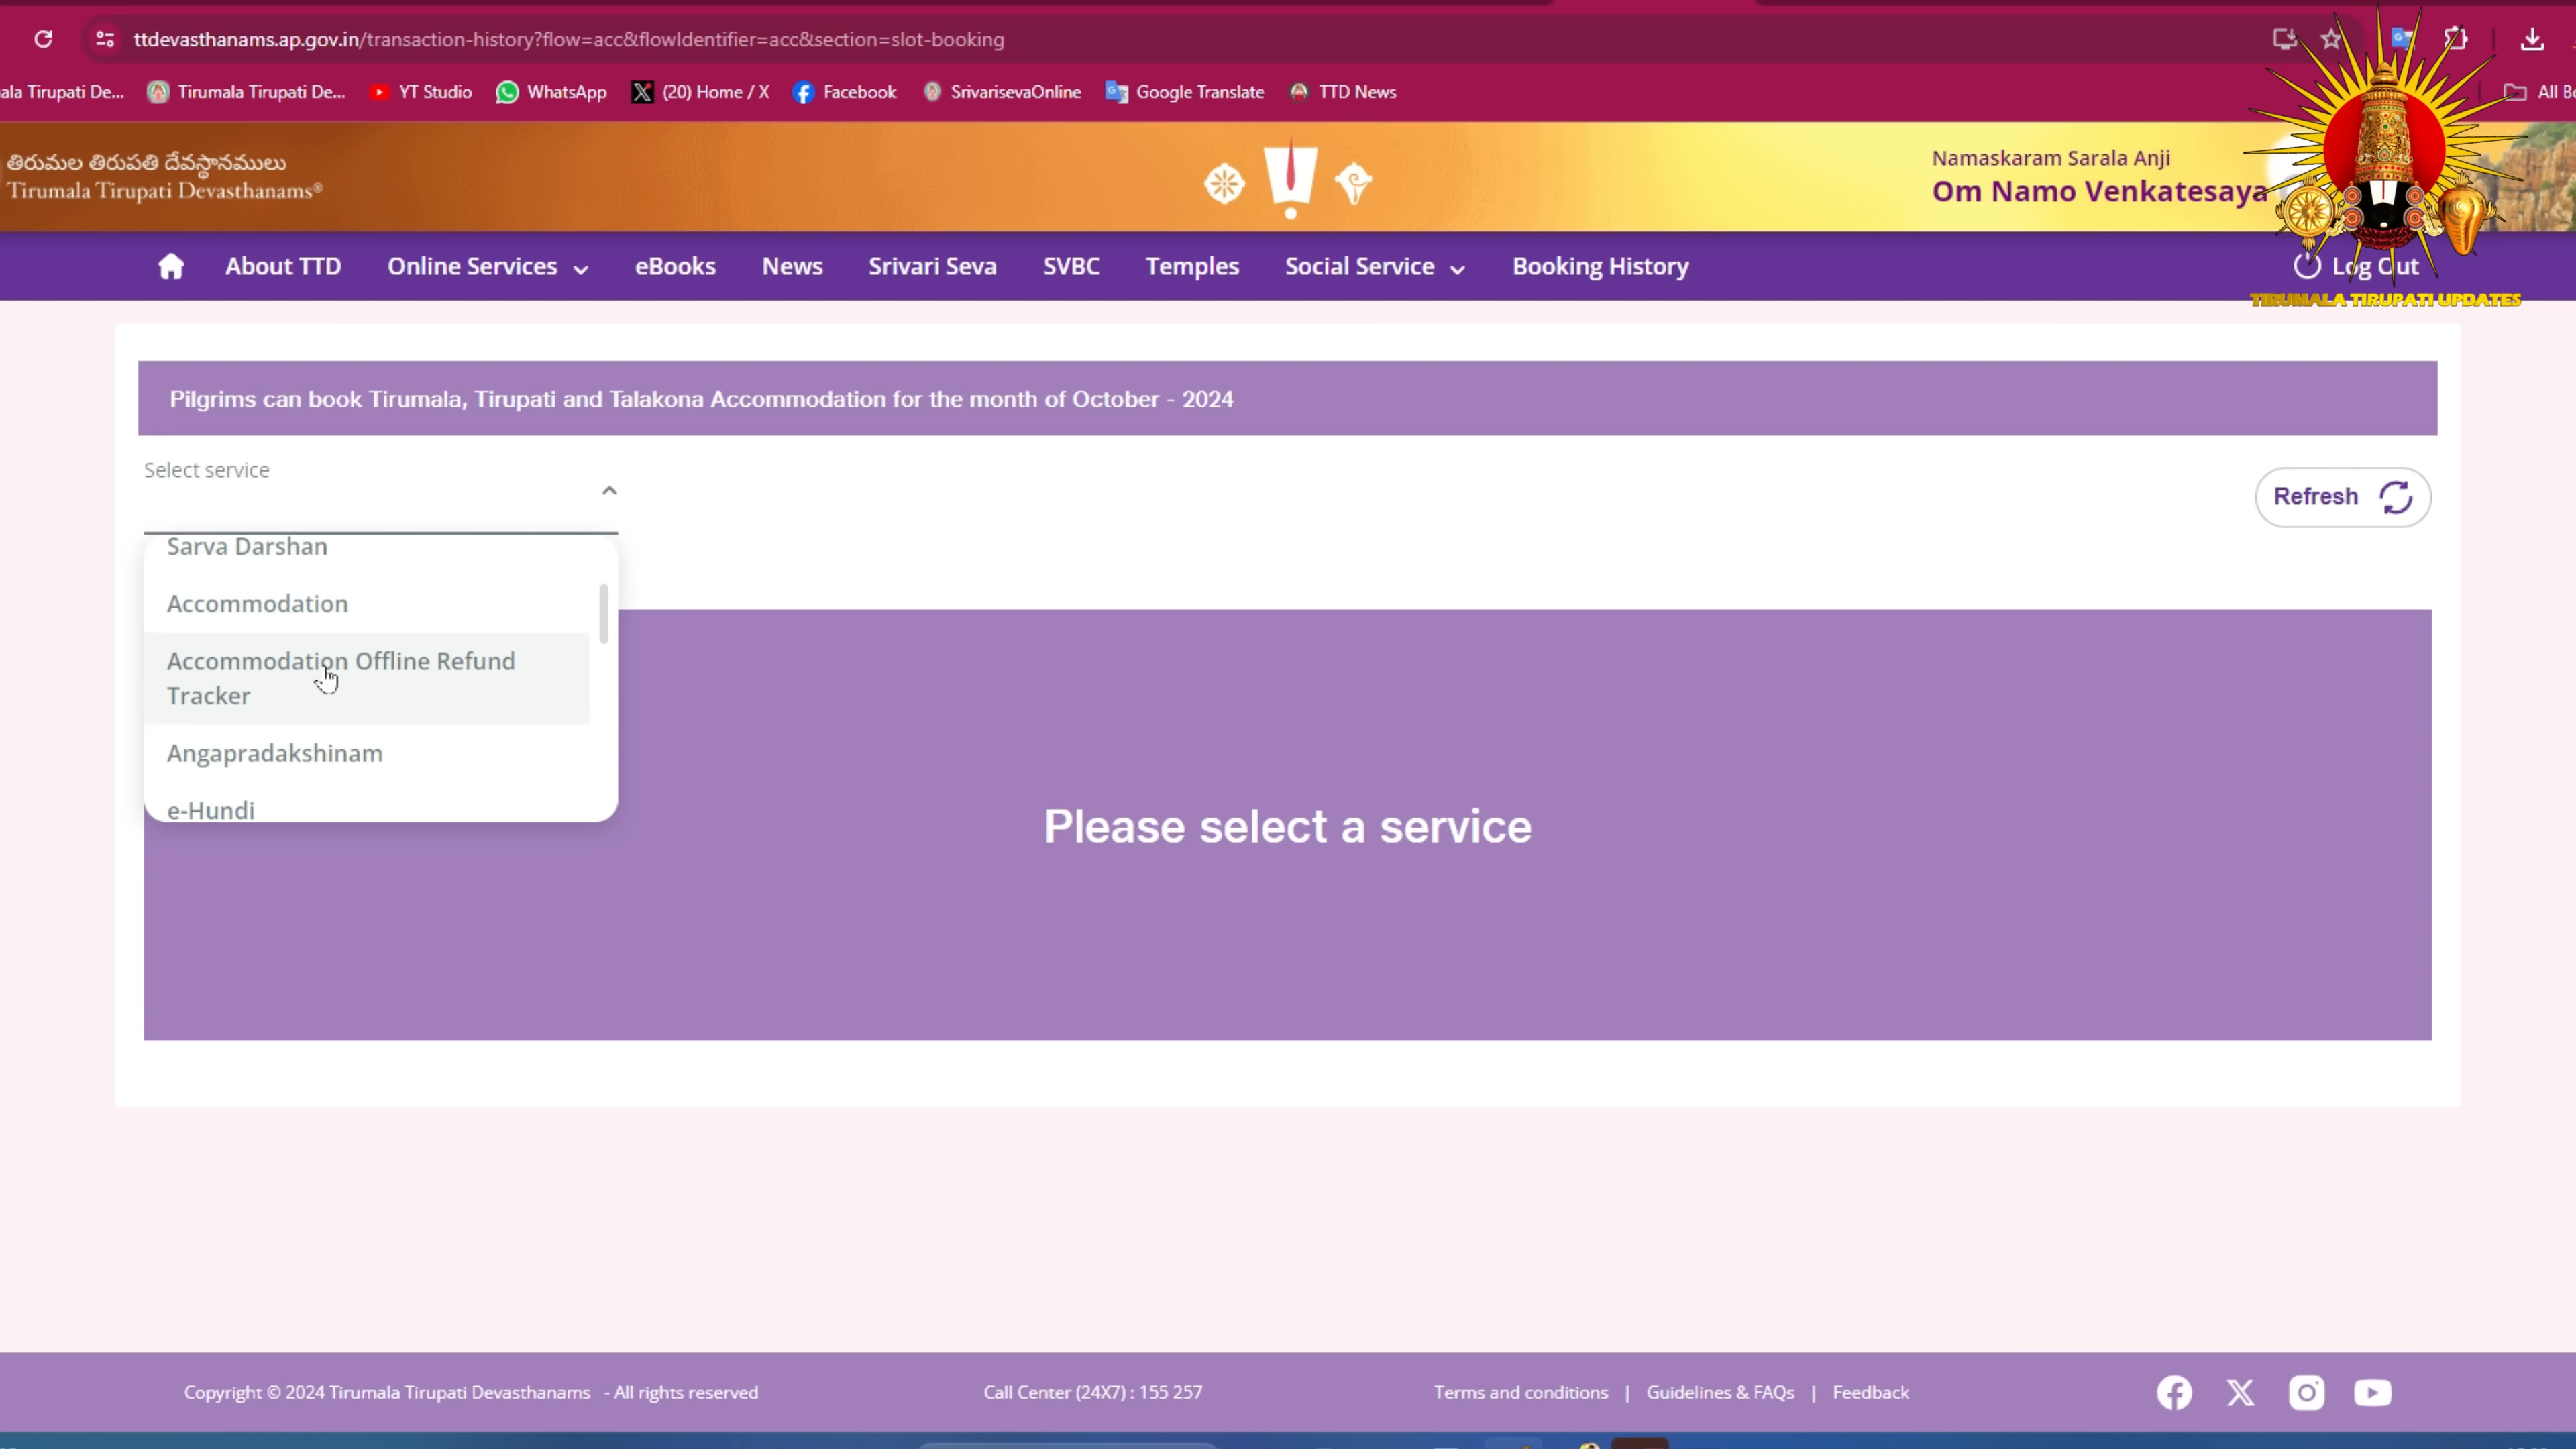 ttdevasthanams.ap.gov.in/transaction-history?flow=acc&flowIdentifier=acc&section=slot-booking
ala Tirupati De... Tirumala Tirupati De... YT Studio WhatsApp (20) Home / X Facebook SrivarisevaOnline Google Translate TTD News All
తిరుమల తిరుపతి దేవస్థానములు
Tirumala Tirupati Devasthanams®
Namaskaram Sarala Anji
Om Namo Venkatesaya
About TTD Online Services eBooks News Srivari Seva SVBC Temples Social Service Booking History Log Out
TIRUMALA TIRUPATI UPDATES
Pilgrims can book Tirumala, Tirupati and Talakona Accommodation for the month of October - 2024
Select service
Refresh
Sarva Darshan
Accommodation
Accommodation Offline Refund
Tracker
Angapradakshinam
e-Hundi
Please select a service
Copyright © 2024 Tirumala Tirupati Devasthanams - All rights reserved Call Center (24X7) : 155 257 Terms and conditions | Guidelines & FAQs | Feedback